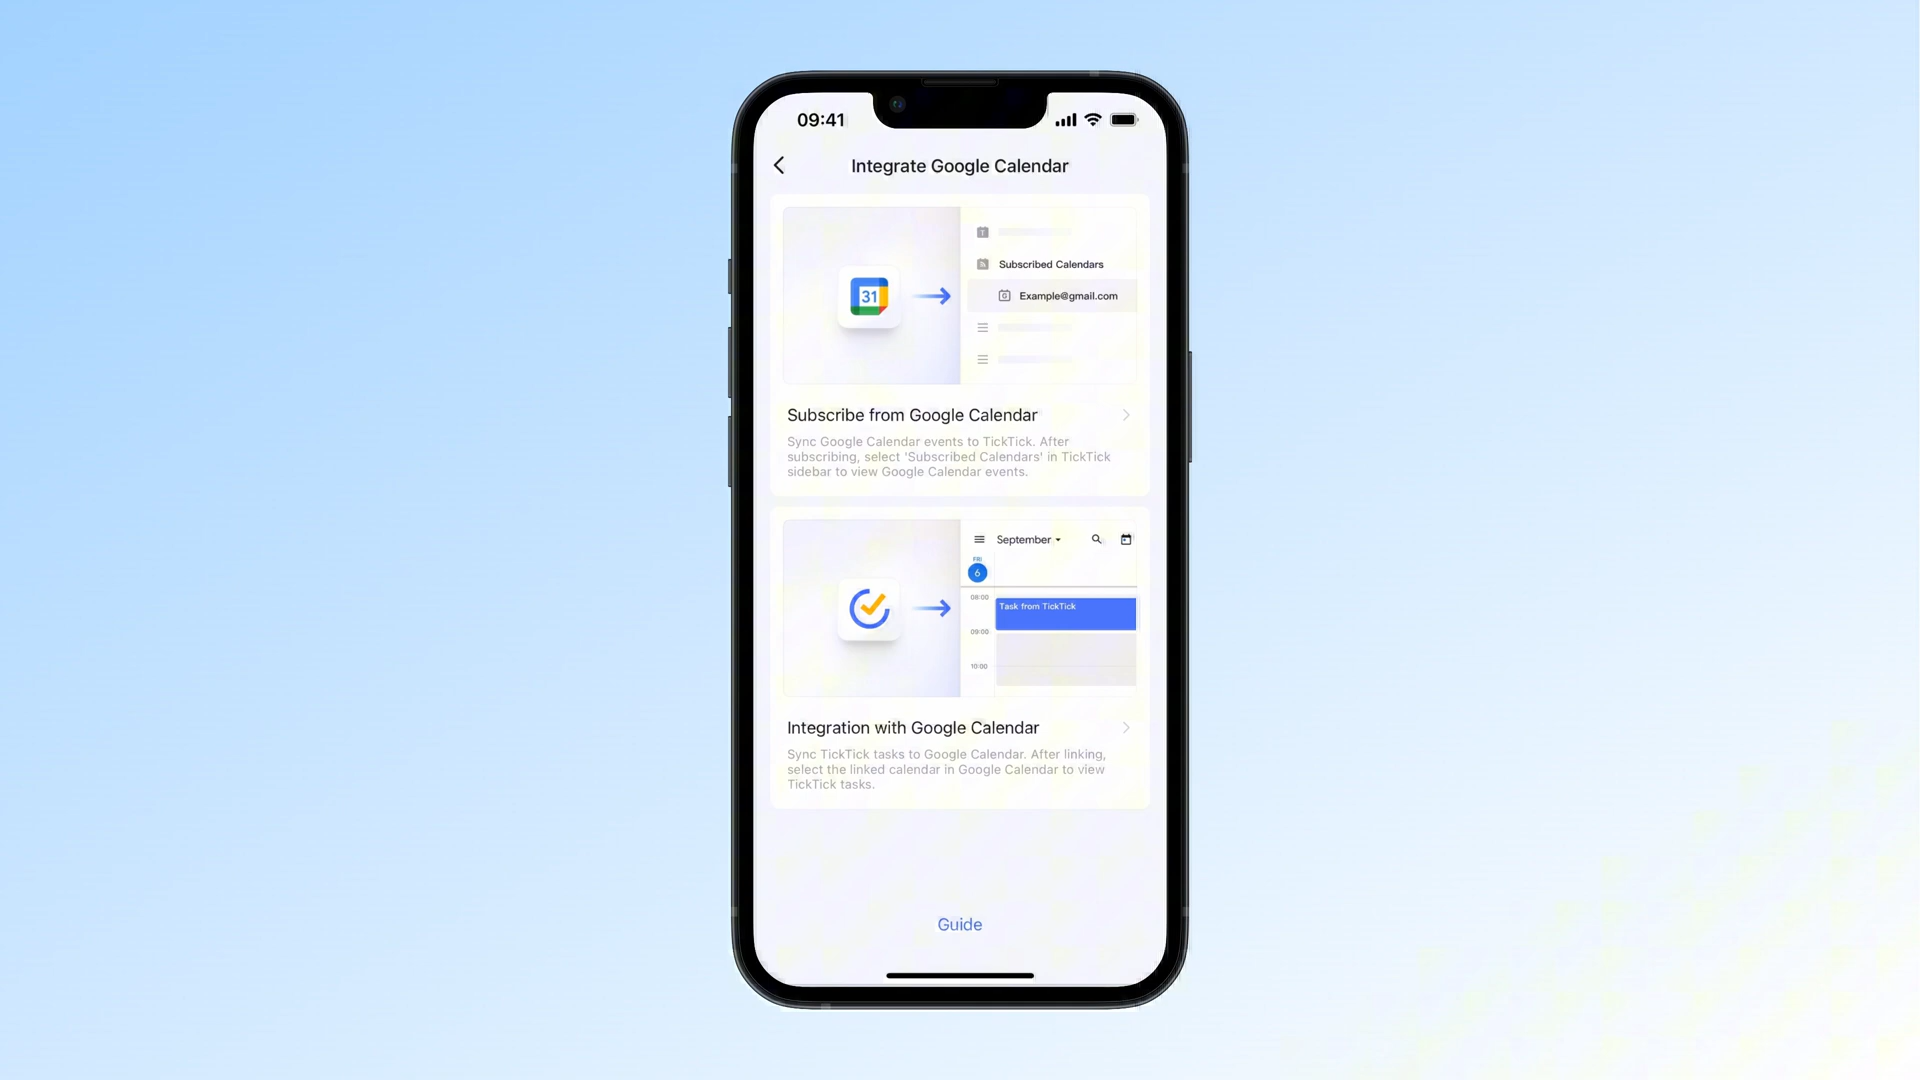 09:41
Integrate Google Calendar
31
Subscribed Calendars
Example@gmail.com
Subscribe from Google Calendar
Sync Google Calendar events to TickTick. After
subscribing, select 'Subscribed Calendars' in TickTick
sidebar to view Google Calendar events.
September
FRI
6
08:00
Task from TickTick
09:00
10:00
Integration with Google Calendar
Sync TickTick tasks to Google Calendar. After linking,
select the linked calendar in Google Calendar to view
TickTick tasks.
Guide